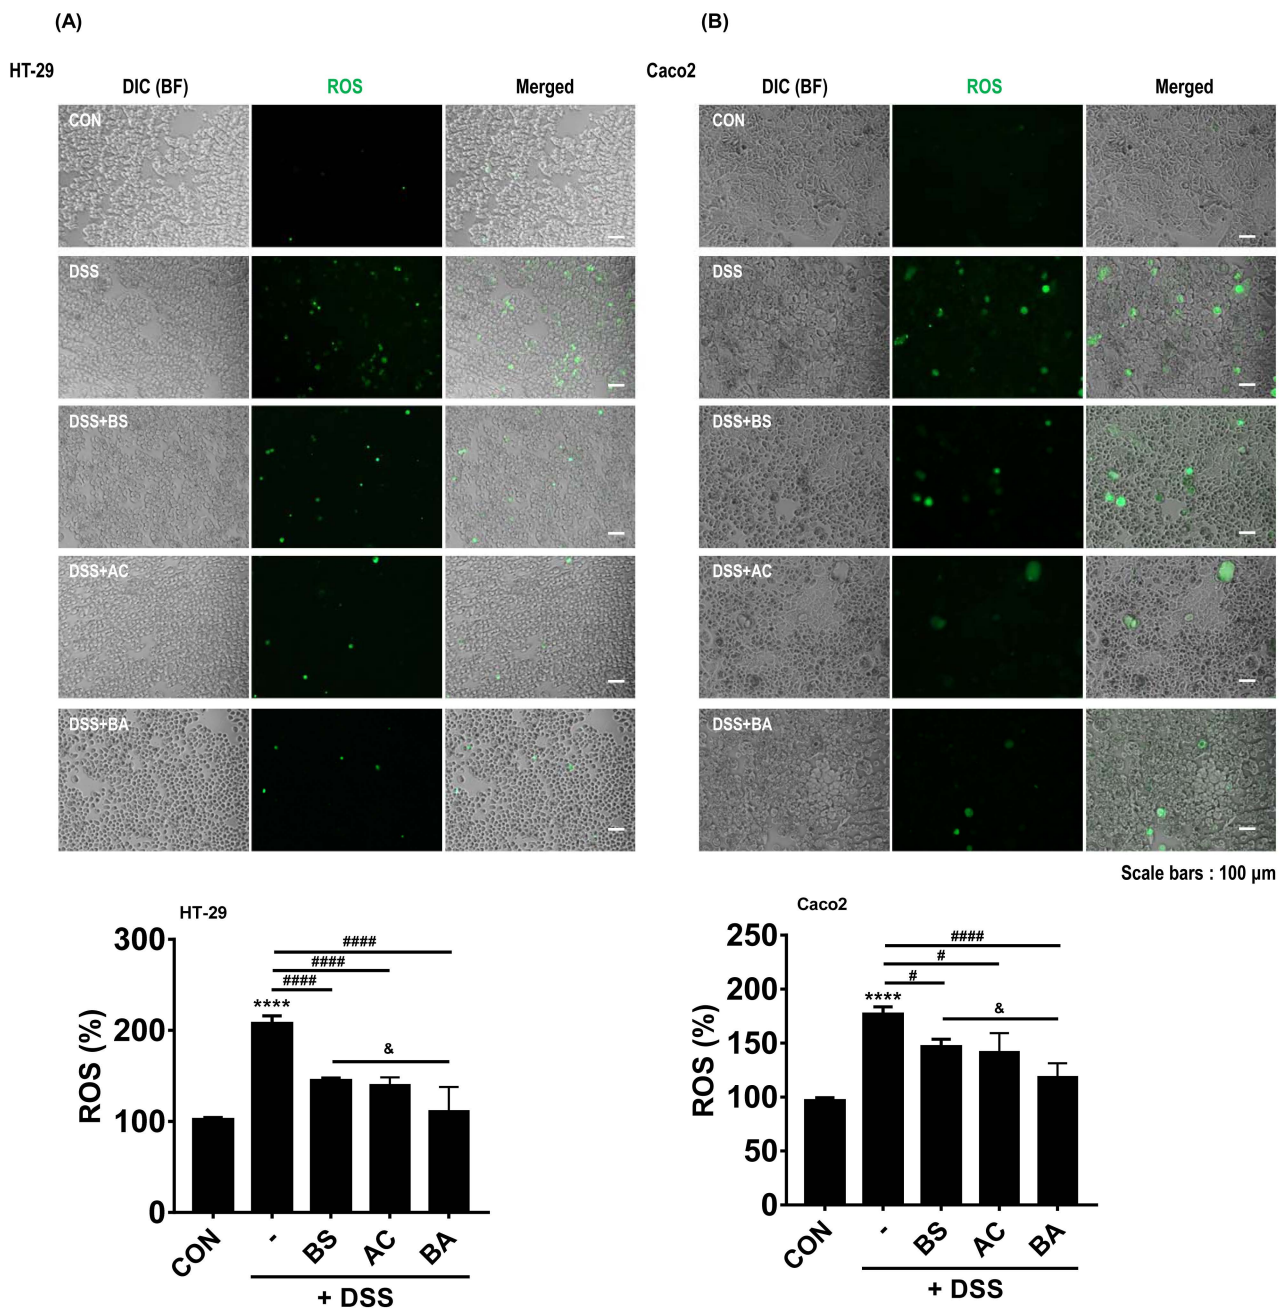 (A)
HT-29
DIC (BF) ROS Merged
CON
DSS
DSS+BS
DSS+AC
DSS+BA
(B)
Caco2
DIC (BF) ROS Merged
CON
DSS
DSS+BS
DSS+AC
DSS+BA
Scale bars : 100 μm
HT-29
ROS (%)
300
200
100
0
####
####
####
****
&
CON - BS AC BA
+ DSS
Caco2
ROS (%)
250
200
150
100
50
0
####
#
#
****
&
CON - BS AC BA
+ DSS